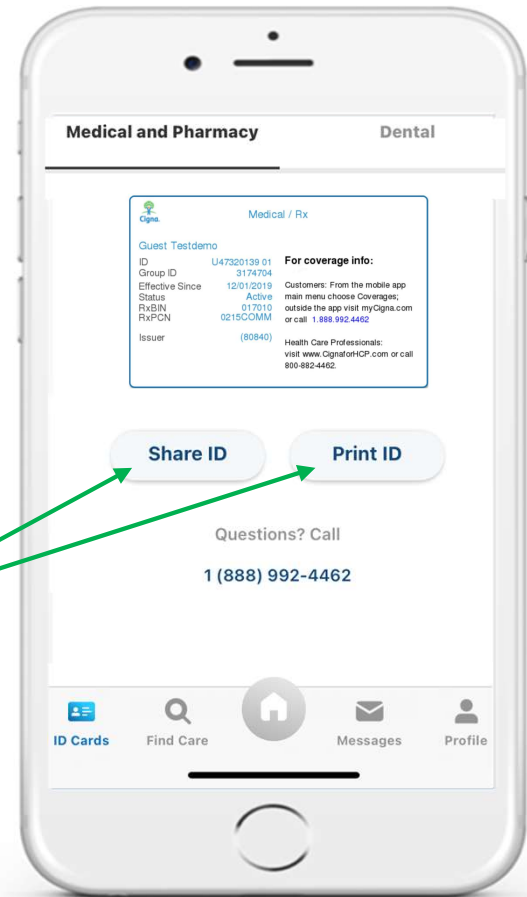 Medical and Pharmacy
Dental
Cigna.
Medical / Rx
Guest Testdemo
ID U47320139 01
Group ID 3174704
Effective Since 12/01/2019
Status Active
RxBIN 017010
RxPCN 0215COMM
Issuer (80840)
For coverage info:
Customers: From the mobile app
main menu choose Coverages;
outside the app visit myCigna.com
or call 1.888.992.4462
Health Care Professionals:
visit www.CignaforHCP.com or call
800-882-4462.
Share ID
Print ID
Questions? Call
1 (888) 992-4462
ID Cards
Find Care
Messages
Profile